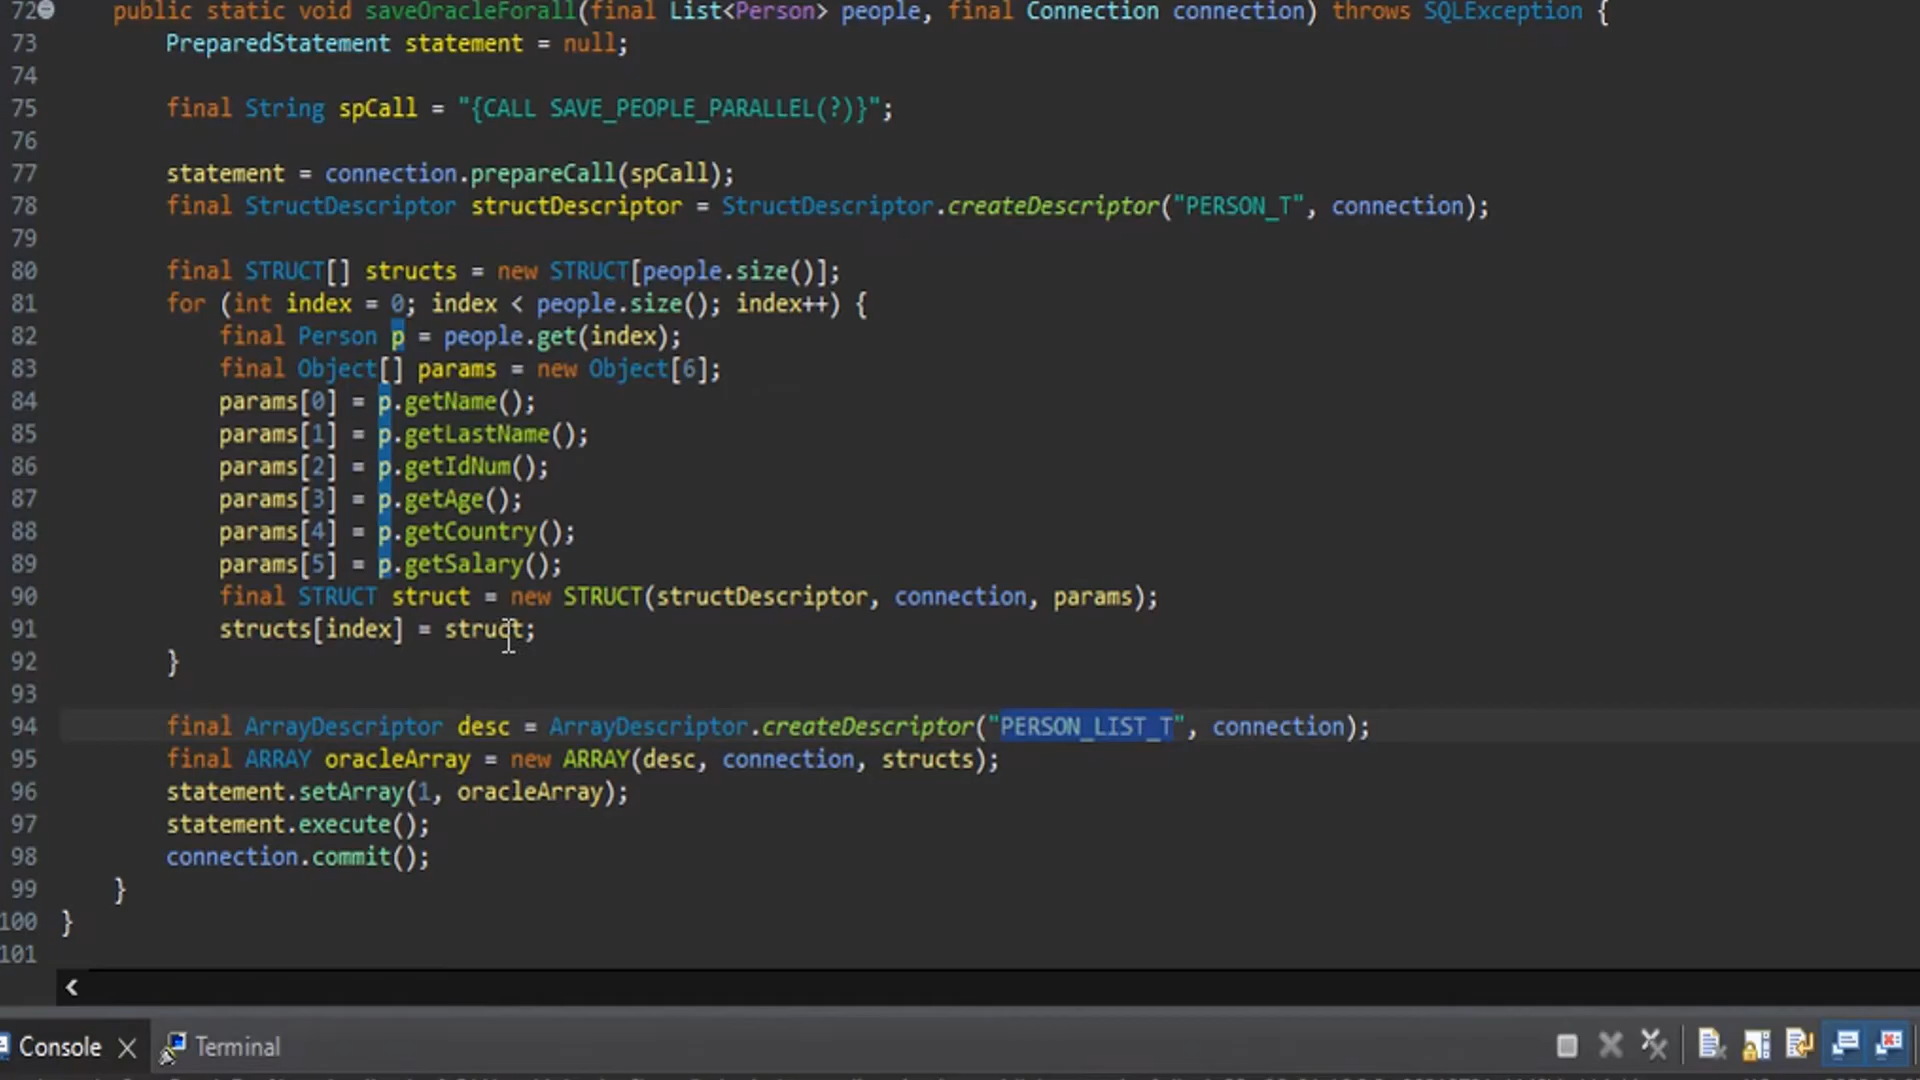 72 public static void saveOracleForall(final List<Person> people, final Connection connection) throws SQLException {
73 PreparedStatement statement = null;
74
75 final String spCall = "{CALL SAVE_PEOPLE_PARALLEL(?)}";
76
77 statement = connection.prepareCall(spCall);
78 final StructDescriptor structDescriptor = StructDescriptor.createDescriptor("PERSON_T", connection);
79
80 final STRUCT[] structs = new STRUCT[people.size()];
81 for (int index = 0; index < people.size(); index++) {
82 final Person p = people.get(index);
83 final Object[] params = new Object[6];
84 params[0] = p.getName();
85 params[1] = p.getLastName();
86 params[2] = p.getIdNum();
87 params[3] = p.getAge();
88 params[4] = p.getCountry();
89 params[5] = p.getSalary();
90 final STRUCT struct = new STRUCT(structDescriptor, connection, params);
91 structs[index] = struct;
92 }
93
94 final ArrayDescriptor desc = ArrayDescriptor.createDescriptor("PERSON_LIST_T", connection);
95 final ARRAY oracleArray = new ARRAY(desc, connection, structs);
96 statement.setArray(1, oracleArray);
97 statement.execute();
98 connection.commit();
99 }
100 }
101
Console Terminal